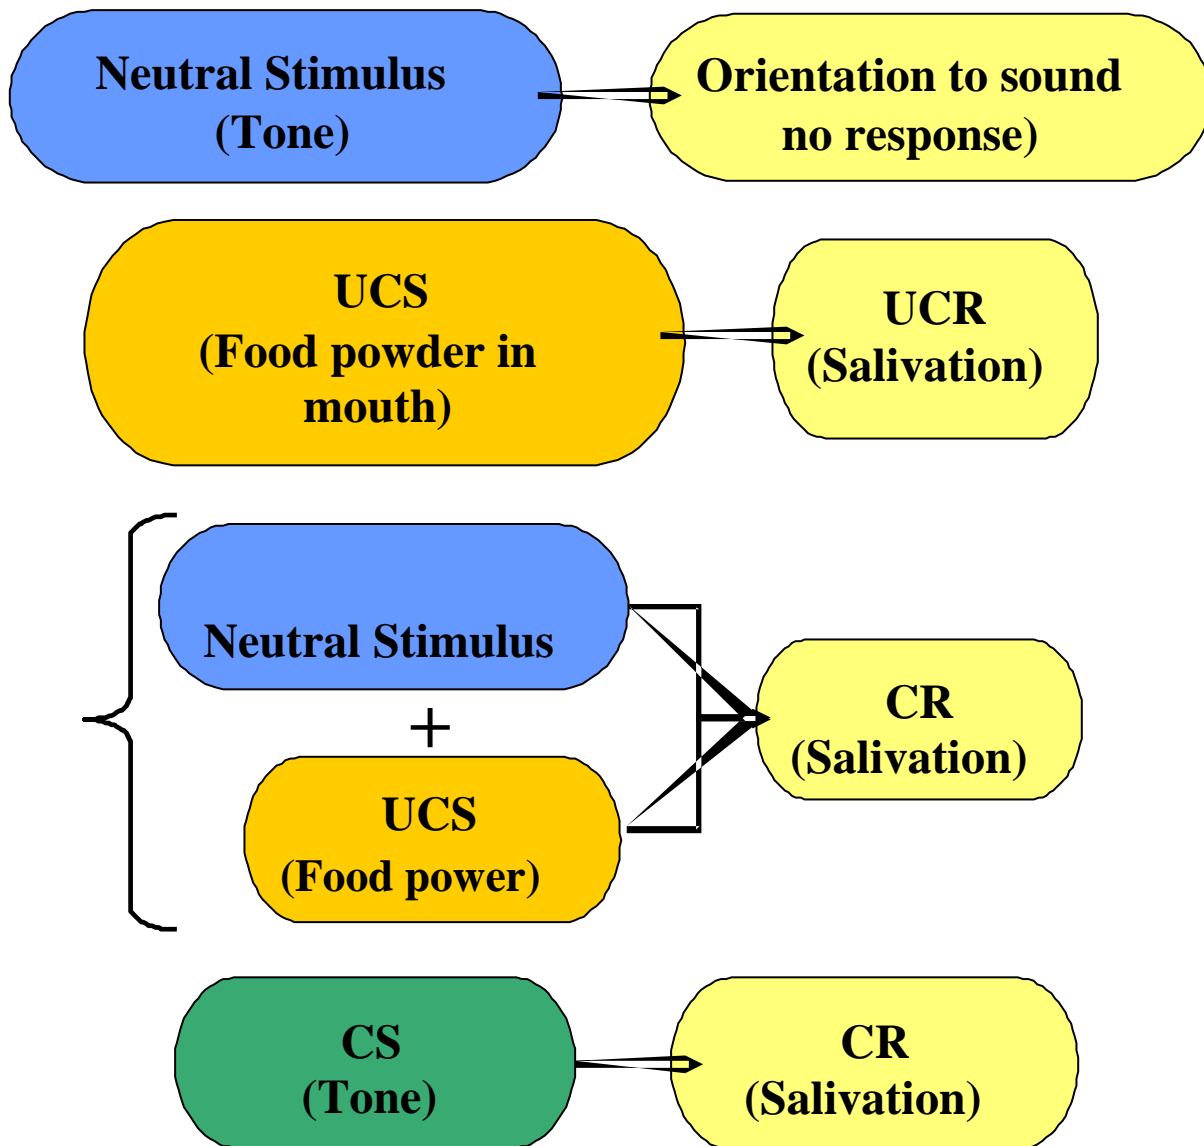 Neutral Stimulus
(Tone)
Orientation to sound
no response)
UCS
(Food powder in
mouth)
UCR
(Salivation)
Neutral Stimulus
+
UCS
(Food power)
CR
(Salivation)
CS
(Tone)
CR
(Salivation)